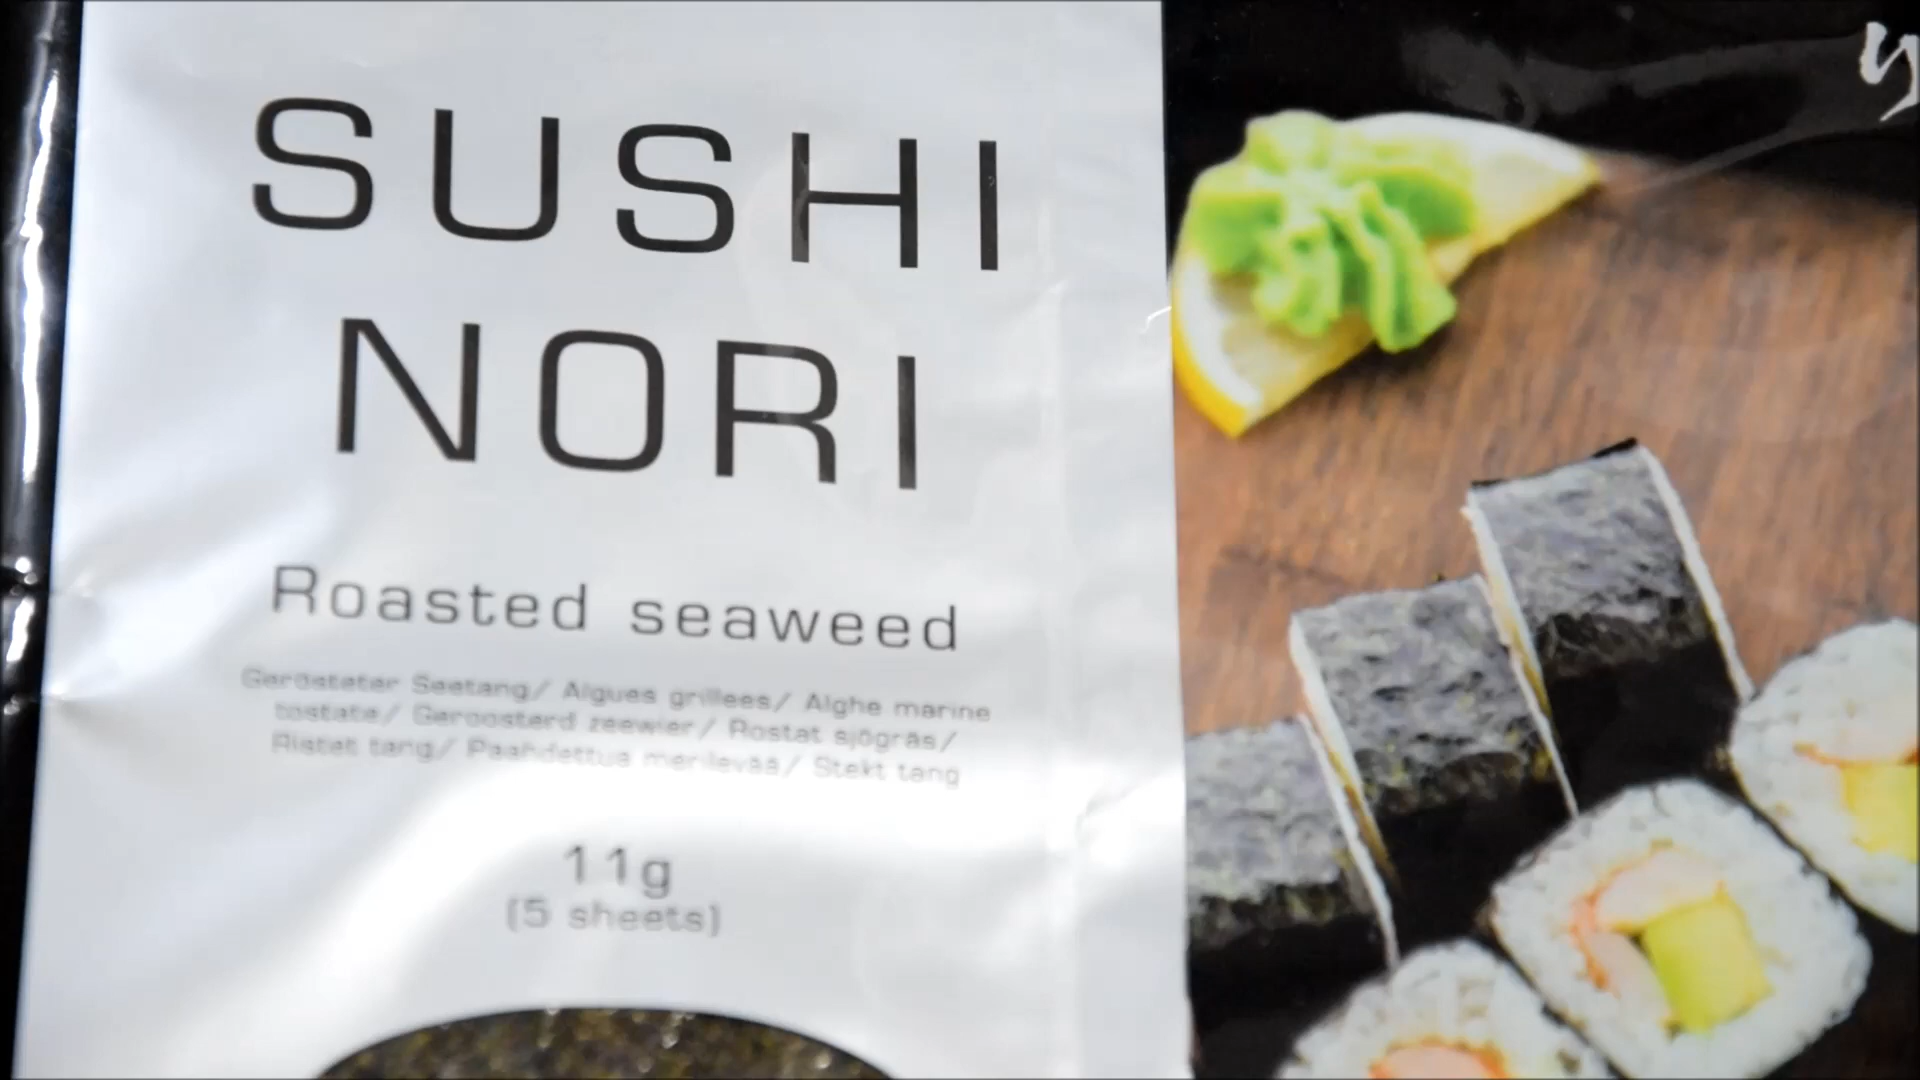 SUSHI
NORI
Roasted seaweed
Gerösteter Seetang/ Algues grillees/ Alghe marine
tostate/ Geroosterd zeewier/ Rostat sjögräs/
Ristet tang/ Paahdettua merilevää/ Stekt tang
11g
(5 sheets)